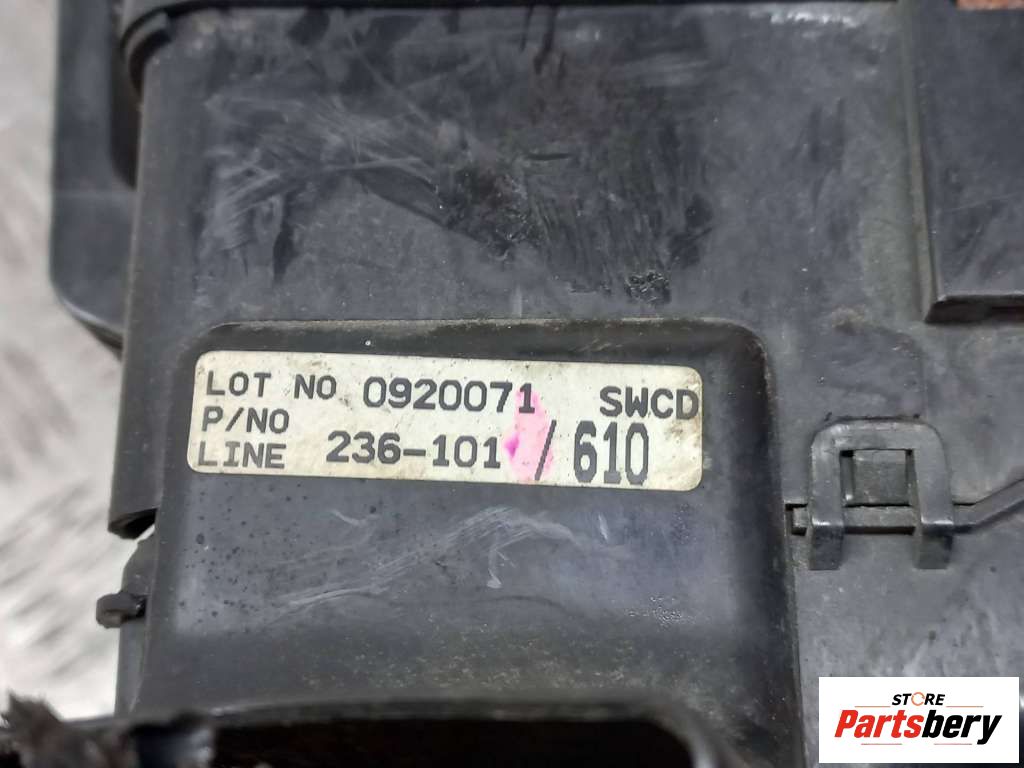 LOT NO 0920071 SWCD
P/NO
LINE 236-101 /610
STORE
Partsbery